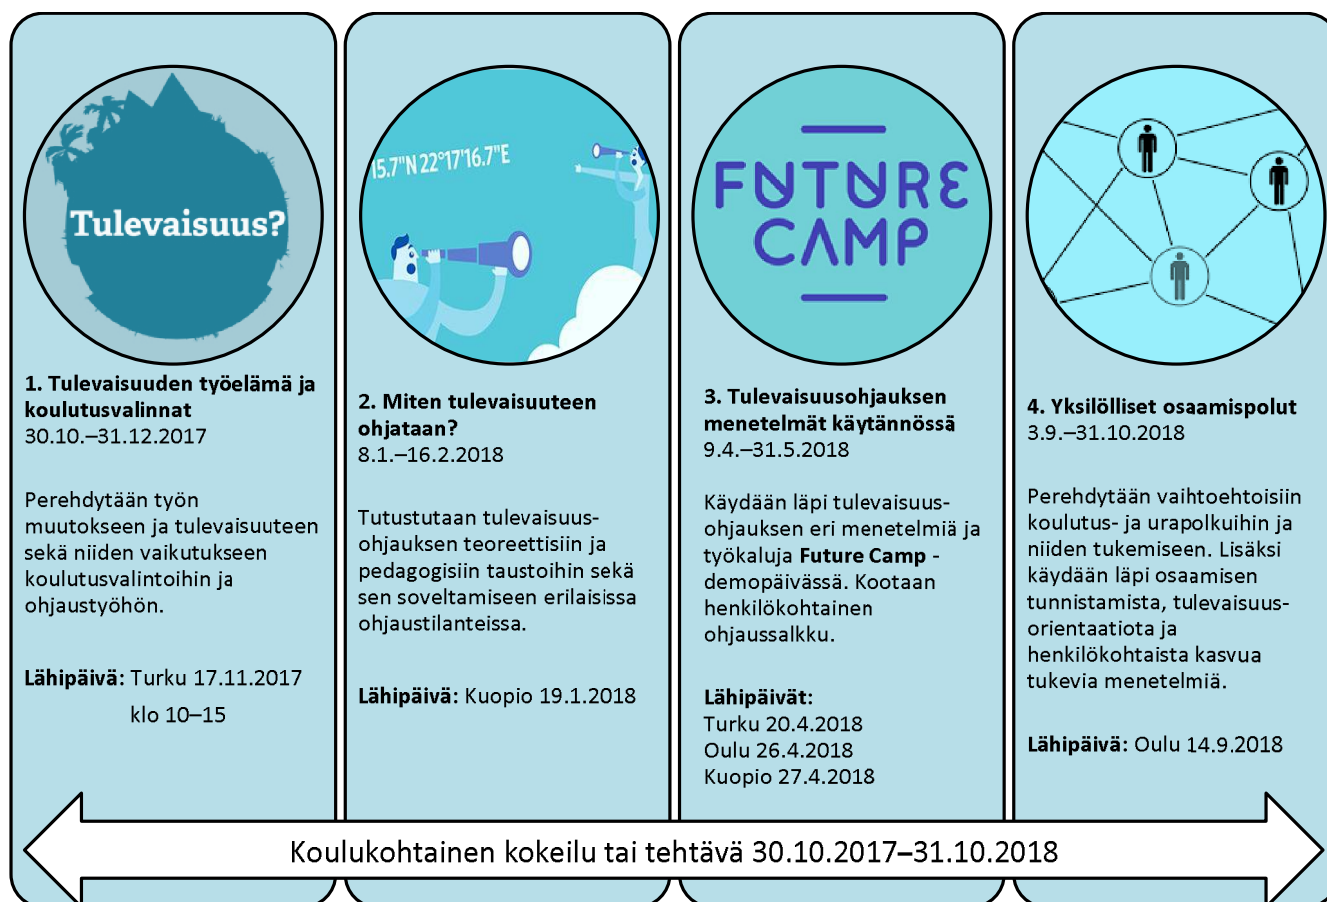 Tulevaisuus?
1. Tulevaisuuden työelämä ja
koulutusvalinnat
30.10.–31.12.2017
Perehdytään työn
muutokseen ja tulevaisuuteen
sekä niiden vaikutukseen
koulutusvalintoihin ja
ohjaustyöhön.
Lähipäivä: Turku 17.11.2017
klo 10–15
15.7"N 22°17'16.7"E
2. Miten tulevaisuuteen
ohjataan?
8.1.–16.2.2018
Tutustutaan tulevaisuus-
ohjauksen teoreettisiin ja
pedagogisiin taustoihin sekä
sen soveltamiseen erilaisissa
ohjaustilanteissa.
Lähipäivä: Kuopio 19.1.2018
FUTURE
CAMP
3. Tulevaisuusohjauksen
menetelmät käytännössä
9.4.–31.5.2018
Käydään läpi tulevaisuus-
ohjauksen eri menetelmiä ja
työkaluja Future Camp -
demopäivässä. Kootaan
henkilökohtainen
ohjaussalkku.
Lähipäivät:
Turku 20.4.2018
Oulu 26.4.2018
Kuopio 27.4.2018
4. Yksilölliset osaamispolut
3.9.–31.10.2018
Perehdytään vaihtoehtoisiin
koulutus- ja urapolkuihin ja
niiden tukemiseen. Lisäksi
käydään läpi osaamisen
tunnistamista, tulevaisuus-
orientaatiota ja
henkilökohtaista kasvua
tukevia menetelmiä.
Lähipäivä: Oulu 14.9.2018
Koulukohtainen kokeilu tai tehtävä 30.10.2017–31.10.2018